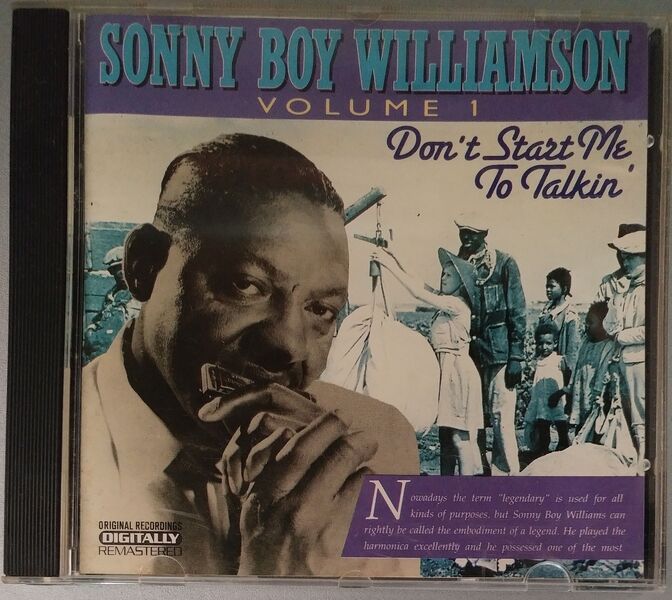 SONNY BOY WILLIAMSON
VOLUME 1
Don't Start Me
To Talkin'
Nowadays the term "legendary" is used for all
kinds of purposes, but Sonny Boy Williams can
rightly be called the embodiment of a legend. He played the
harmonica excellently and he possessed one of the most
ORIGINAL RECORDINGS
DIGITALLY
REMASTERED